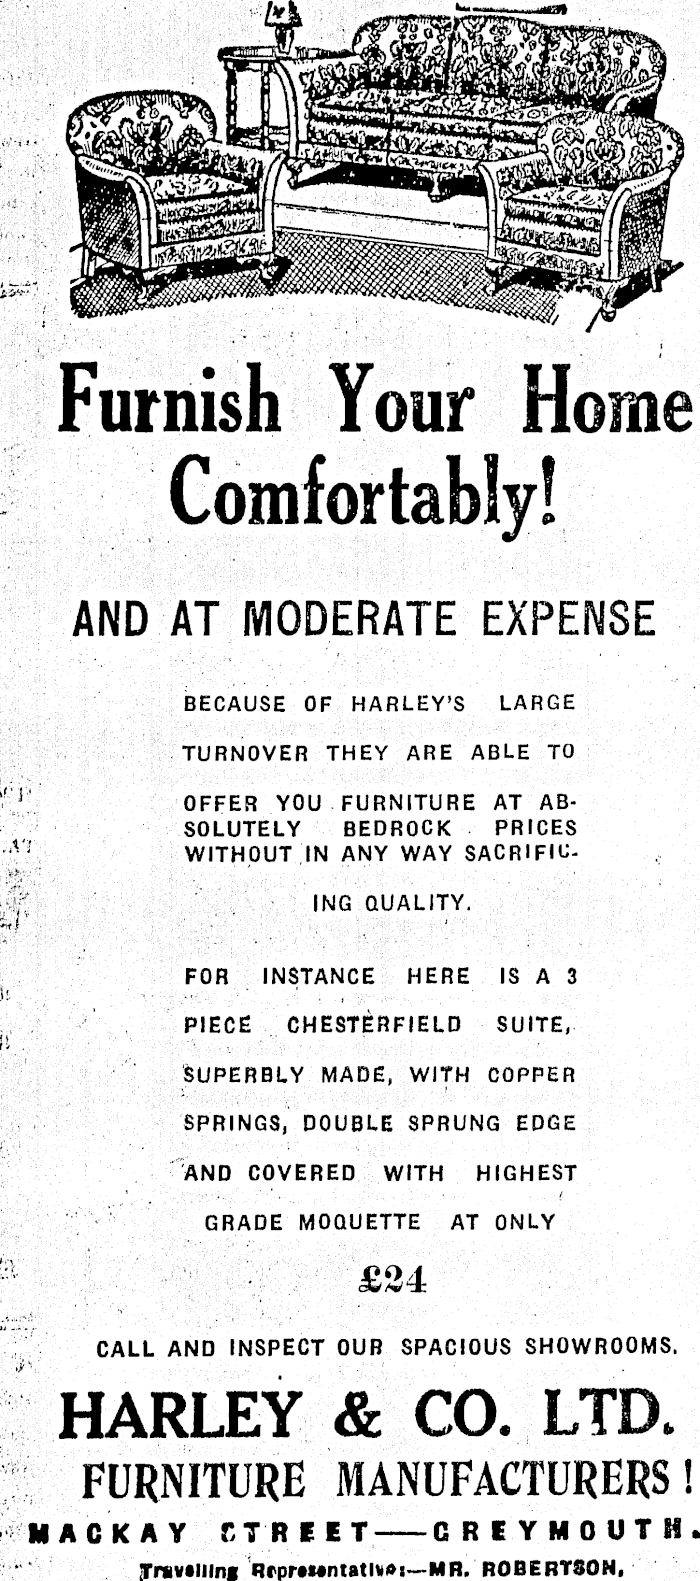 Furnish Your Home
Comfortably!
AND AT MODERATE EXPENSE
BECAUSE OF HARLEY'S LARGE
TURNOVER THEY ARE ABLE TO
OFFER YOU FURNITURE AT AB-
SOLUTELY BEDROCK PRICES
WITHOUT IN ANY WAY SACRIFIC-
ING QUALITY.
FOR INSTANCE HERE IS A 3
PIECE CHESTERFIELD SUITE,
SUPERBLY MADE, WITH COPPER
SPRINGS, DOUBLE SPRUNG EDGE
AND COVERED WITH HIGHEST
GRADE MOQUETTE AT ONLY
£24
CALL AND INSPECT OUR SPACIOUS SHOWROOMS.
HARLEY & CO. LTD.
FURNITURE MANUFACTURERS!
MACKAY STREET——GREYMOUTH.
Travelling Representative:—MR. ROBERTSON,